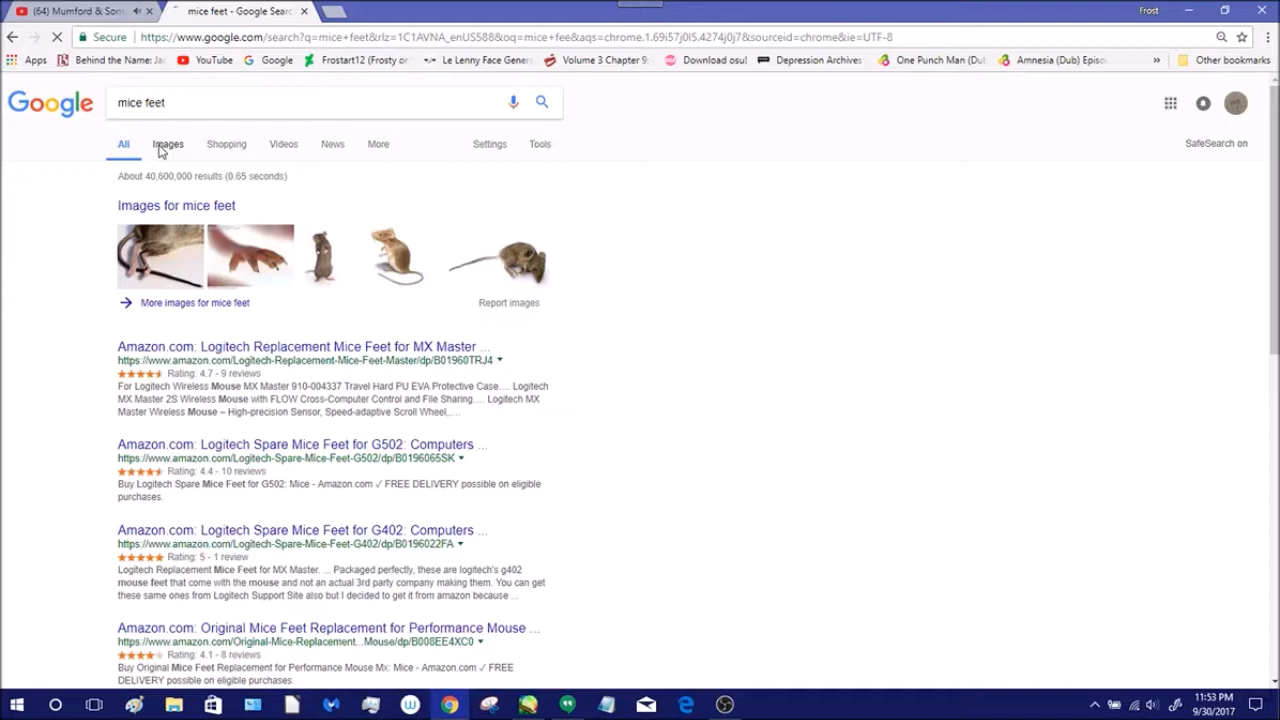 (64) Mumford & Sons
mice feet - Google Searc
Frost
Secure
https://www.google.com/search?q=mice+feet&rlz=1C1AVNA_enUS588&oq=mice+fee&aqs=chrome.1.69i57j0l5.4274j0j7&sourceid=chrome&ie=UTF-8
Apps
Behind the Name: Ja
YouTube
Google
Frostart12 (Frosty or
Le Lenny Face Gener
Volume 3 Chapter 9:
Download osu!
Depression Archives
One Punch Man (Dub
Amnesia (Dub) Episo
»
Other bookmarks
Google
mice feet
All
Images
Shopping
Videos
News
More
Settings
Tools
SafeSearch on
About 40,600,000 results (0.65 seconds)
Images for mice feet
More images for mice feet
Report images
Amazon.com: Logitech Replacement Mice Feet for MX Master ...
https://www.amazon.com/Logitech-Replacement-Mice-Feet-Master/dp/B01960TRJ4
Rating: 4.7 - 9 reviews
For Logitech Wireless Mouse MX Master 910-004337 Travel Hard PU EVA Protective Case.... Logitech
MX Master 2S Wireless Mouse with FLOW Cross-Computer Control and File Sharing.... Logitech MX
Master Wireless Mouse – High-precision Sensor, Speed-adaptive Scroll Wheel,...
Amazon.com: Logitech Spare Mice Feet for G502: Computers ...
https://www.amazon.com/Logitech-Spare-Mice-Feet-G502/dp/B0196065SK
Rating: 4.4 - 10 reviews
Buy Logitech Spare Mice Feet for G502: Mice - Amazon.com ✓ FREE DELIVERY possible on eligible
purchases.
Amazon.com: Logitech Spare Mice Feet for G402: Computers ...
https://www.amazon.com/Logitech-Spare-Mice-Feet-G402/dp/B0196022FA
Rating: 5 - 1 review
Logitech Replacement Mice Feet for MX Master. ... Packaged perfectly, these are logitech's g402
mouse feet that come with the mouse and not an actual 3rd party company making them. You can get
these same ones from Logitech Support Site also but I decided to get it from amazon because ...
Amazon.com: Original Mice Feet Replacement for Performance Mouse ...
https://www.amazon.com/Original-Mice-Replacement...Mouse/dp/B008EE4XC0
Rating: 4.1 - 8 reviews
Buy Original Mice Feet Replacement for Performance Mouse Mx: Mice - Amazon.com ✓ FREE
DELIVERY possible on eligible purchases.
11:53 PM
9/30/2017